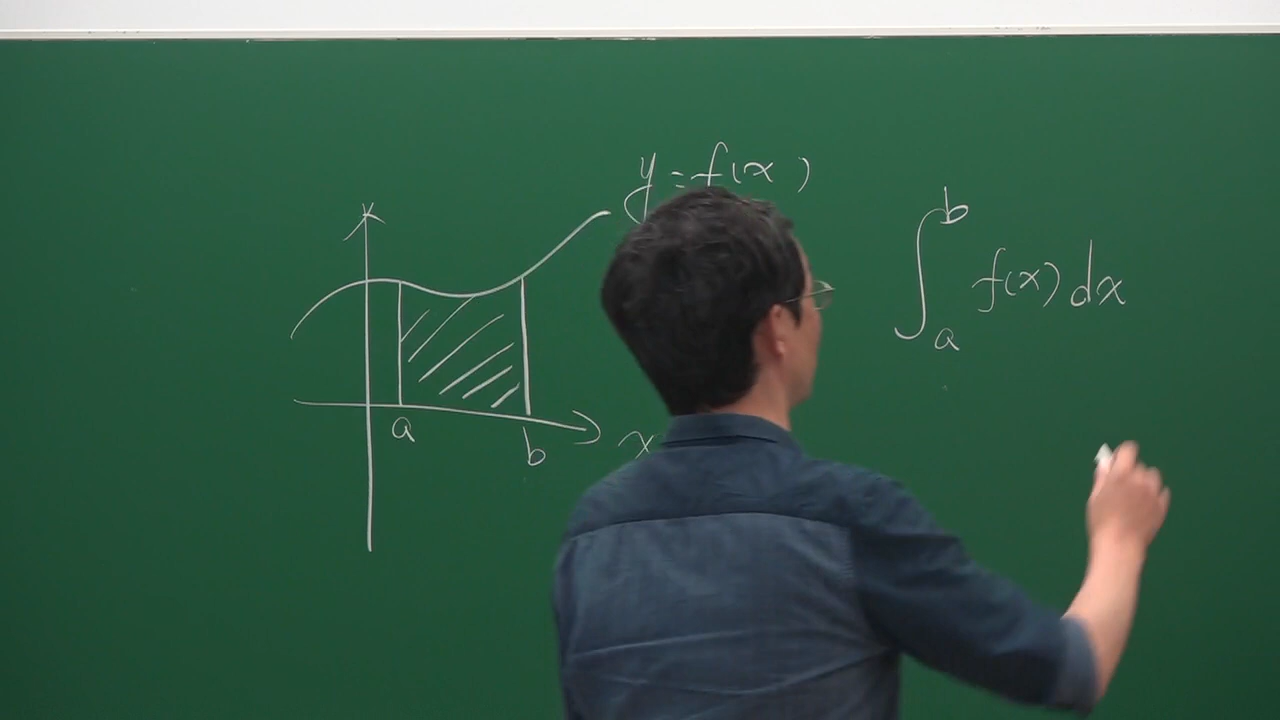 y = f(x)
∫_a^b f(x) dx
a
b
x